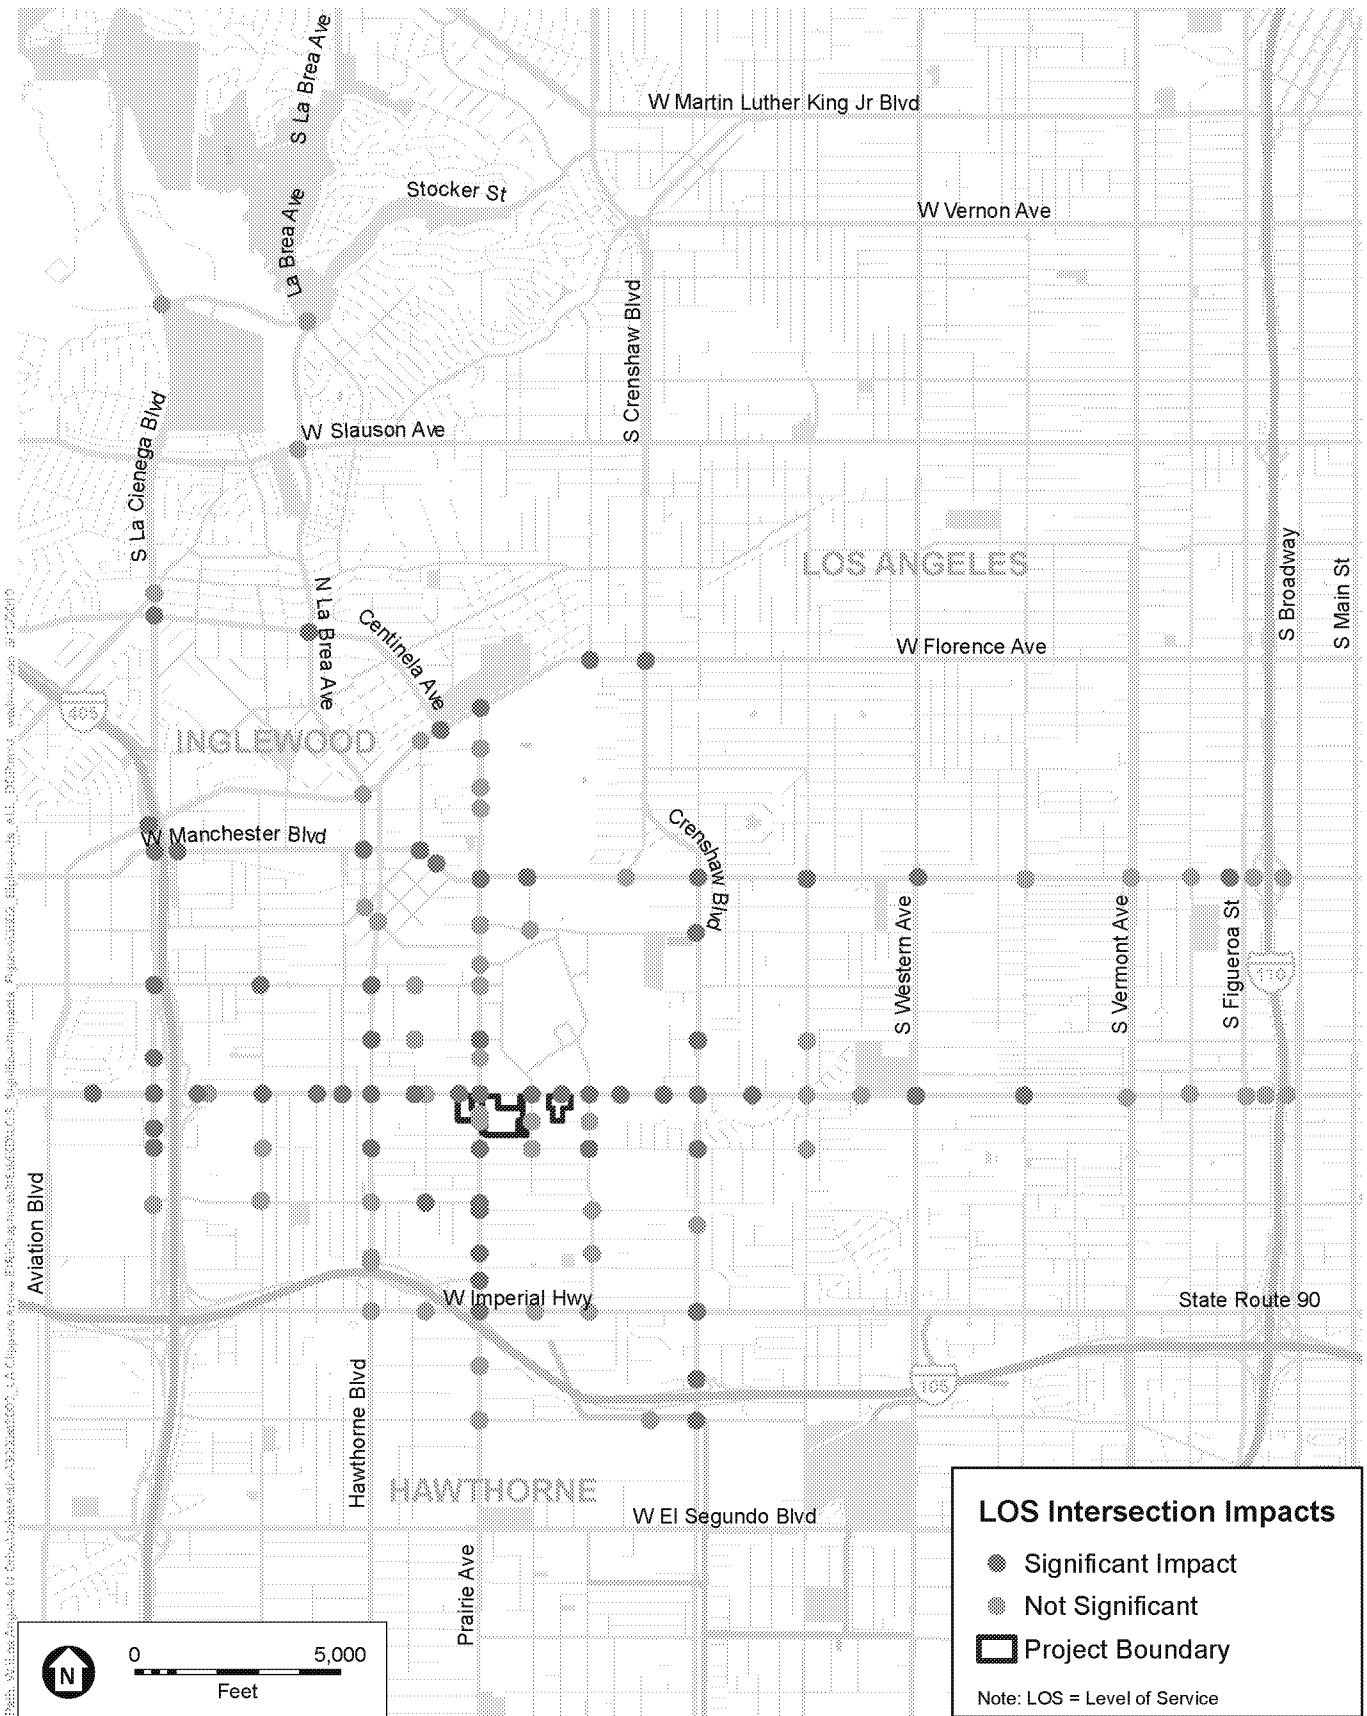 S La Brea Ave
W Martin Luther King Jr Blvd
Stocker St
La Brea Ave
W Vernon Ave
S Crenshaw Blvd
S La Cienega Blvd
W Slauson Ave
LOS ANGELES
S Broadway
S Main St
N La Brea Ave
Centinela Ave
W Florence Ave
405
INGLEWOOD
W Manchester Blvd
Crenshaw Blvd
S Western Ave
S Vermont Ave
S Figueroa St
110
Aviation Blvd
W Imperial Hwy
State Route 90
105
Hawthorne Blvd
HAWTHORNE
W El Segundo Blvd
Prairie Ave
LOS Intersection Impacts
Significant Impact
Not Significant
Project Boundary
Note: LOS = Level of Service
N
0 5,000
Feet